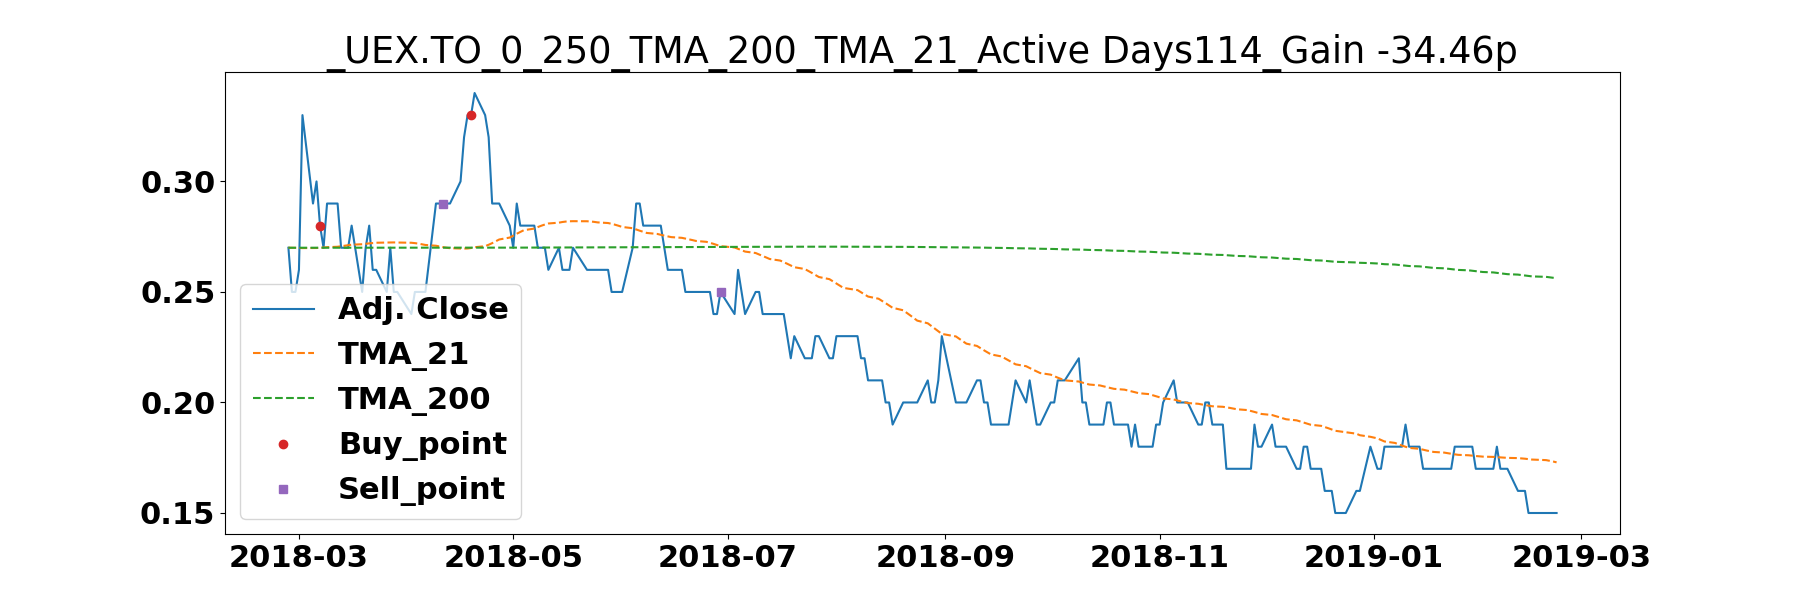 _UEX.TO_0_250_TMA_200_TMA_21_Active Days114_Gain -34.46p
0.30
0.25
0.20
0.15
Adj. Close
TMA_21
TMA_200
Buy_point
Sell_point
2018-03 2018-05 2018-07 2018-09 2018-11 2019-01 2019-03